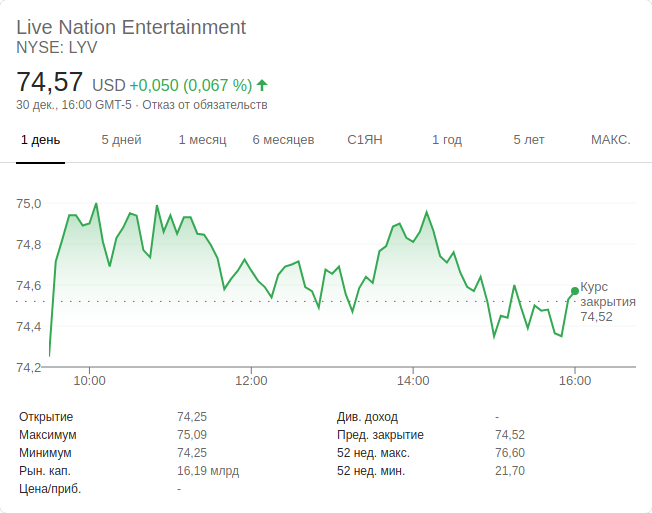 Live Nation Entertainment
NYSE: LYV
74,57 USD +0,050 (0,067 %)
30 дек., 16:00 GMT-5 · Отказ от обязательств
1 день 5 дней 1 месяц 6 месяцев С1ЯН 1 год 5 лет МАКС.
75,0
74,8
74,6
74,4
74,2
Курс
закрытия
74,52
10:00 12:00 14:00 16:00
Открытие 74,25 Див. доход -
Максимум 75,09 Пред. закрытие 74,52
Минимум 74,25 52 нед. макс. 76,60
Рын. кап. 16,19 млрд 52 нед. мин. 21,70
Цена/приб. -